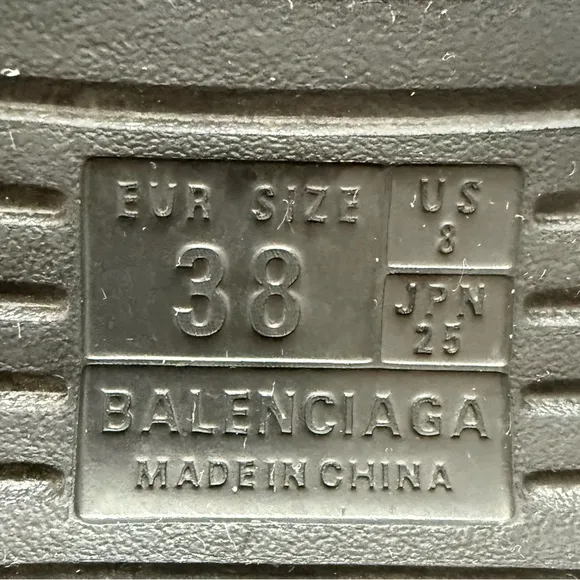 EUR SIZE
38
US
8
JPN
25
BALENCIAGA
MADE IN CHINA